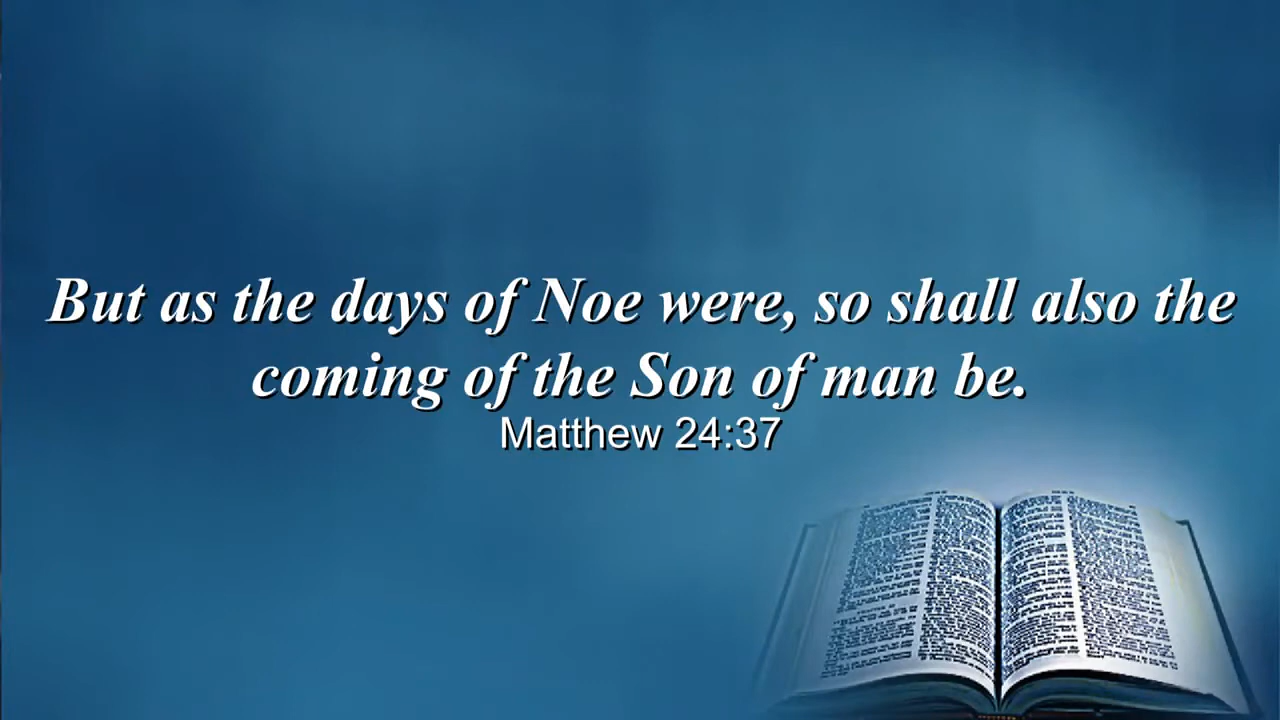 But as the days of Noe were, so shall also the
coming of the Son of man be.
Matthew 24:37